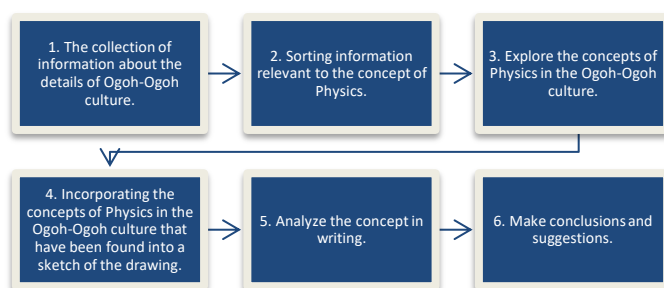 1. The collection of
information about the
details of Ogoh-Ogoh
culture.
2. Sorting information
relevant to the concept of
Physics.
3. Explore the concepts of
Physics in the Ogoh-Ogoh
culture.
4. Incorporating the
concepts of Physics in the
Ogoh-Ogoh culture that
have been found into a
sketch of the drawing.
5. Analyze the concept in
writing.
6. Make conclusions and
suggestions.